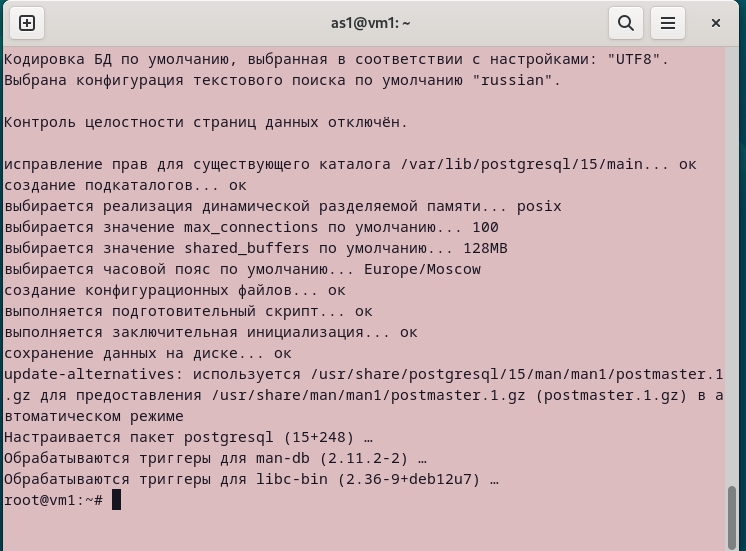 as1@vm1: ~
Кодировка БД по умолчанию, выбранная в соответствии с настройками: "UTF8".
Выбрана конфигурация текстового поиска по умолчанию "russian".
Контроль целостности страниц данных отключён.
исправление прав для существующего каталога /var/lib/postgresql/15/main... ок
создание подкаталогов... ок
выбирается реализация динамической разделяемой памяти... posix
выбирается значение max_connections по умолчанию... 100
выбирается значение shared_buffers по умолчанию... 128MB
выбирается часовой пояс по умолчанию... Europe/Moscow
создание конфигурационных файлов... ок
выполняется подготовительный скрипт... ок
выполняется заключительная инициализация... ок
сохранение данных на диске... ок
update-alternatives: используется /usr/share/postgresql/15/man/man1/postmaster.1
.gz для предоставления /usr/share/man/man1/postmaster.1.gz (postmaster.1.gz) в а
втоматическом режиме
Настраивается пакет postgresql (15+248) …
Обрабатываются триггеры для man-db (2.11.2-2) …
Обрабатываются триггеры для libc-bin (2.36-9+deb12u7) …
root@vm1:~#